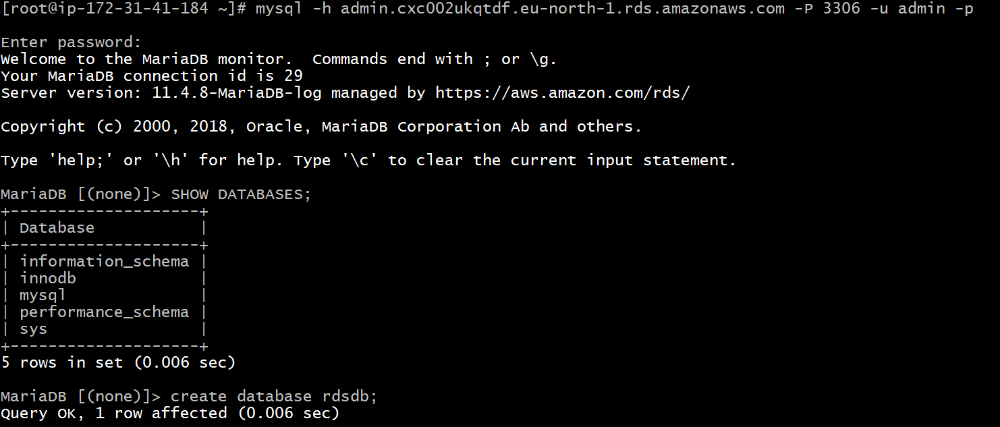 [root@ip-172-31-41-184 ~]# mysql -h admin.cxc002ukqtdf.eu-north-1.rds.amazonaws.com -P 3306 -u admin -p
Enter password:
Welcome to the MariaDB monitor.  Commands end with ; or \g.
Your MariaDB connection id is 29
Server version: 11.4.8-MariaDB-log managed by https://aws.amazon.com/rds/
Copyright (c) 2000, 2018, Oracle, MariaDB Corporation Ab and others.
Type 'help;' or '\h' for help. Type '\c' to clear the current input statement.
MariaDB [(none)]> SHOW DATABASES;
+--------------------+
| Database           |
+--------------------+
| information_schema |
| innodb             |
| mysql              |
| performance_schema |
| sys                |
+--------------------+
5 rows in set (0.006 sec)
MariaDB [(none)]> create database rdsdb;
Query OK, 1 row affected (0.006 sec)